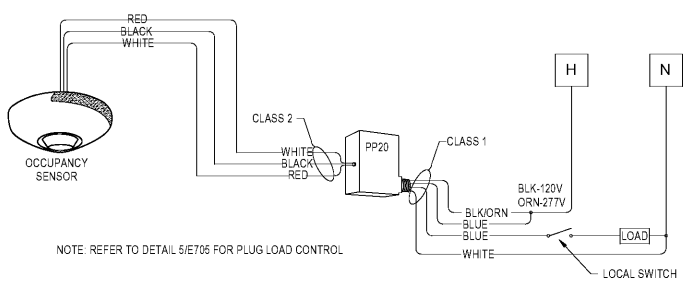 RED
BLACK
WHITE
H
N
CLASS 2
CLASS 1
PP20
OCCUPANCY
SENSOR
WHITE
BLACK
RED
BLK-120V
ORN-277V
BLK/ORN
BLUE
BLUE
LOAD
WHITE
NOTE: REFER TO DETAIL 5/E705 FOR PLUG LOAD CONTROL
LOCAL SWITCH